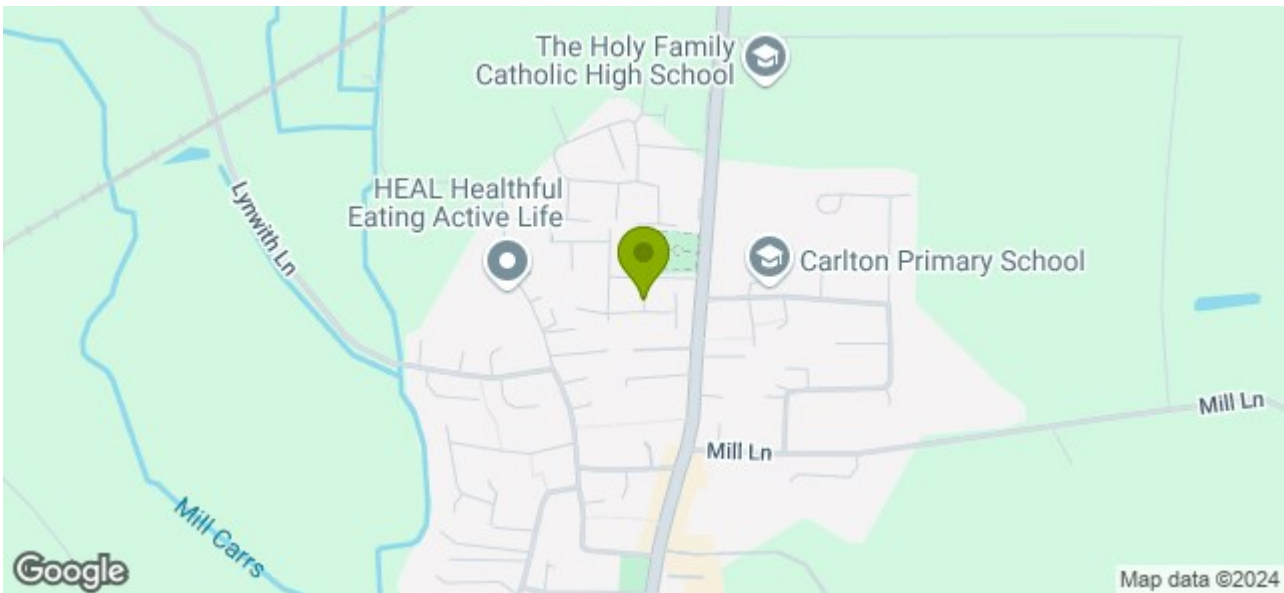 The Holy Family
Catholic High School
HEAL Healthful
Eating Active Life
Lynwith Ln
Carlton Primary School
Mill Ln
Mill Ln
Mill Carrs
Google
Map data ©2024